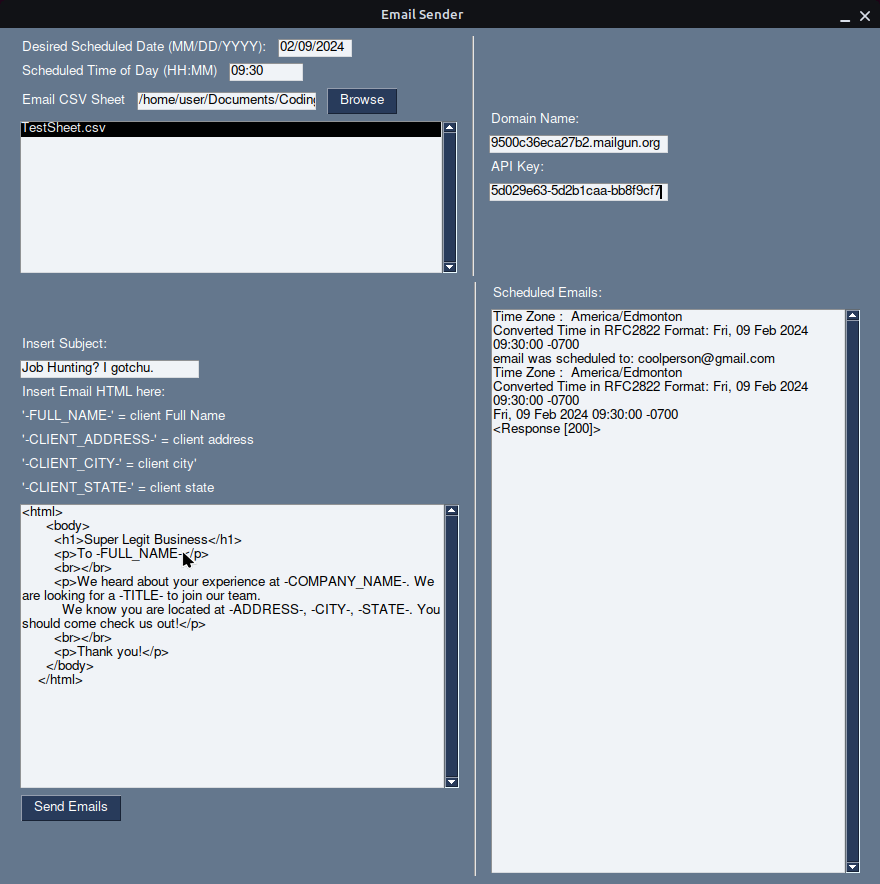 Email Sender
Desired Scheduled Date (MM/DD/YYYY): 02/09/2024
Scheduled Time of Day (HH:MM) 09:30
Email CSV Sheet /home/user/Documents/Coding Browse
TestSheet.csv
Domain Name:
9500c36eca27b2.mailgun.org
API Key:
5d029e63-5d2b1caa-bb8f9cf7
Insert Subject:
Job Hunting? I gotchu.
Insert Email HTML here:
'-FULL_NAME-' = client Full Name
'-CLIENT_ADDRESS-' = client address
'-CLIENT_CITY-' = client city'
'-CLIENT_STATE-' = client state
<html>
<body>
<h1>Super Legit Business</h1>
<p>To -FULL_NAME-</p>
<br></br>
<p>We heard about your experience at -COMPANY_NAME-. We
are looking for a -TITLE- to join our team.
We know you are located at -ADDRESS-, -CITY-, -STATE-. You
should come check us out!</p>
<br></br>
<p>Thank you!</p>
</body>
</html>
Send Emails
Scheduled Emails:
Time Zone : America/Edmonton
Converted Time in RFC2822 Format: Fri, 09 Feb 2024
09:30:00 -0700
email was scheduled to: coolperson@gmail.com
Time Zone : America/Edmonton
Converted Time in RFC2822 Format: Fri, 09 Feb 2024
09:30:00 -0700
Fri, 09 Feb 2024 09:30:00 -0700
<Response [200]>